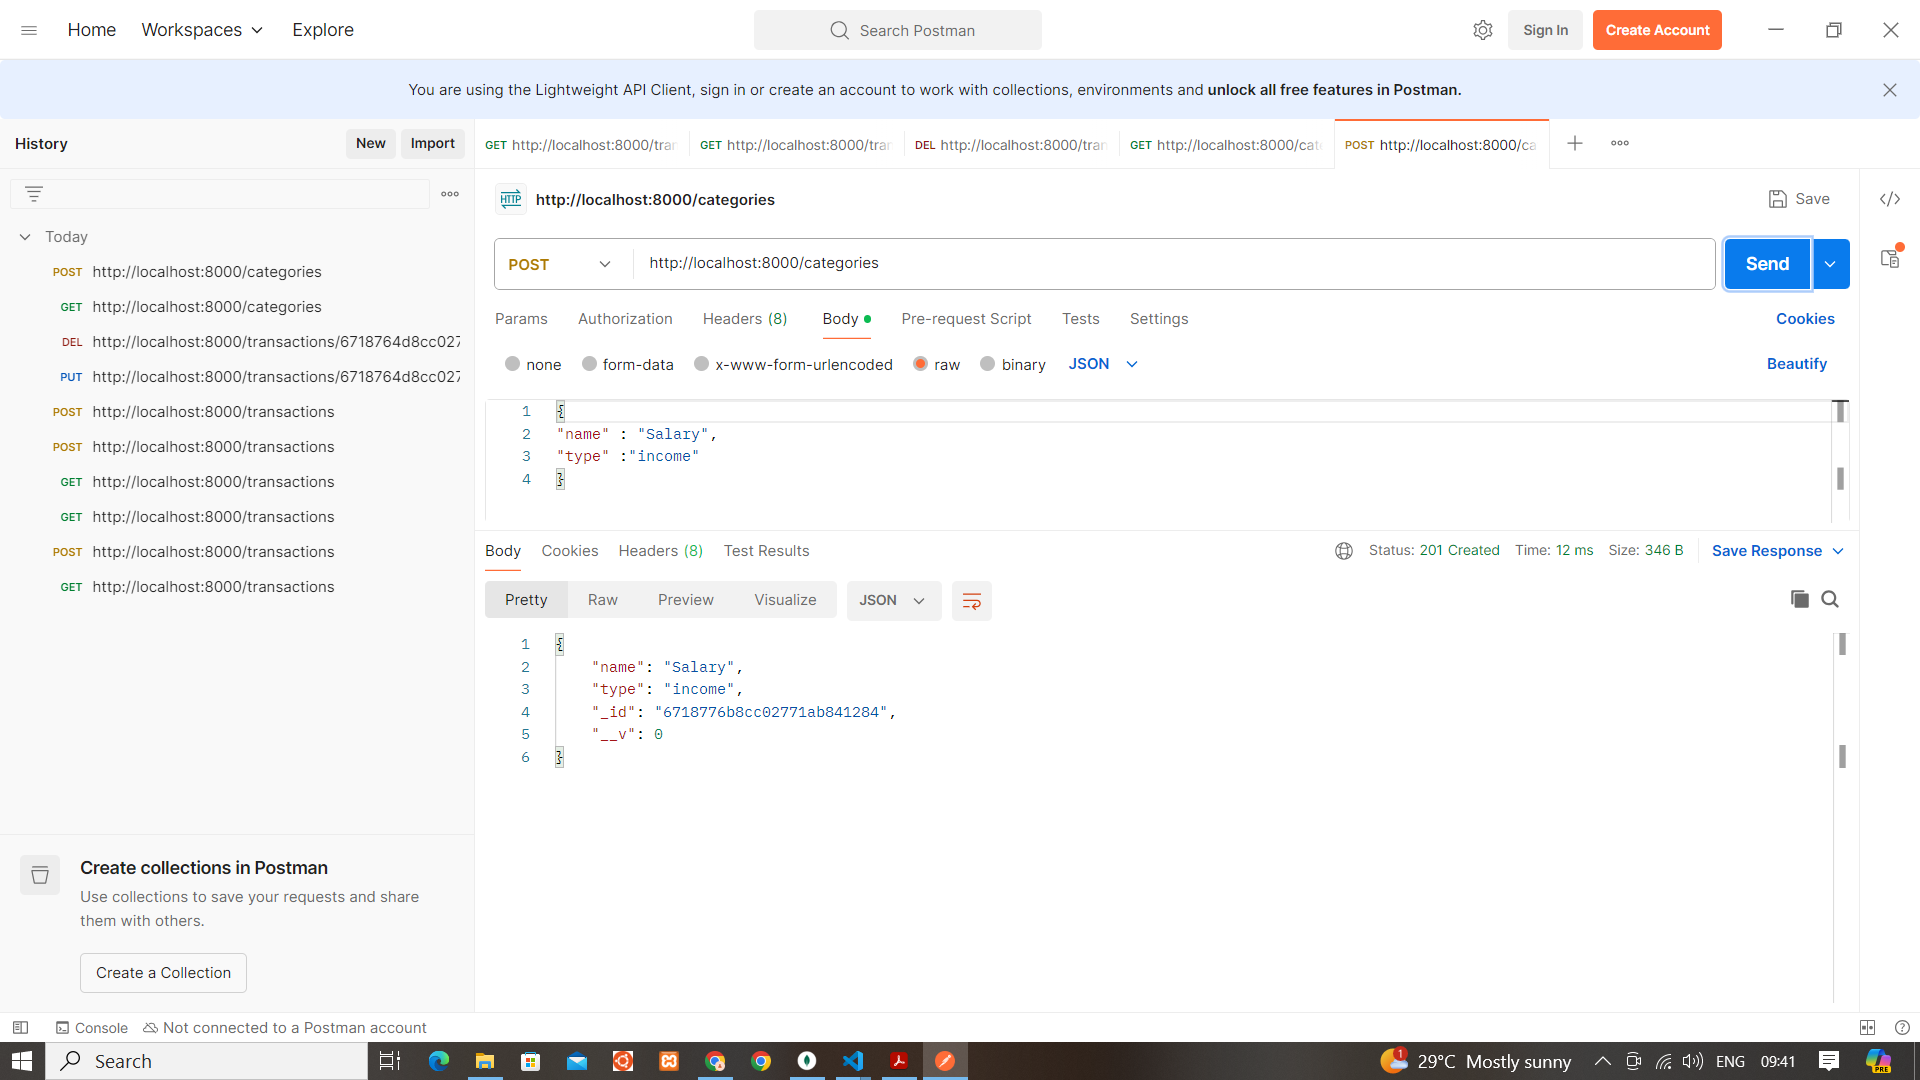 Home Workspaces Explore
Search Postman
Sign In Create Account
You are using the Lightweight API Client, sign in or create an account to work with collections, environments and unlock all free features in Postman.
History New Import
Today
POST http://localhost:8000/categories
GET http://localhost:8000/categories
DEL http://localhost:8000/transactions/6718764d8cc027
PUT http://localhost:8000/transactions/6718764d8cc027
POST http://localhost:8000/transactions
POST http://localhost:8000/transactions
GET http://localhost:8000/transactions
GET http://localhost:8000/transactions
POST http://localhost:8000/transactions
GET http://localhost:8000/transactions
Create collections in Postman
Use collections to save your requests and share
them with others.
Create a Collection
GET http://localhost:8000/tran GET http://localhost:8000/tran DEL http://localhost:8000/tran GET http://localhost:8000/cate POST http://localhost:8000/ca
HTTP http://localhost:8000/categories Save
POST http://localhost:8000/categories Send
Params Authorization Headers (8) Body Pre-request Script Tests Settings Cookies
none form-data x-www-form-urlencoded raw binary JSON Beautify
1 {
2 "name" : "Salary",
3 "type" :"income"
4 }
Body Cookies Headers (8) Test Results Status: 201 Created Time: 12 ms Size: 346 B Save Response
Pretty Raw Preview Visualize JSON
1 {
2 "name": "Salary",
3 "type": "income",
4 "_id": "6718776b8cc02771ab841284",
5 "__v": 0
6 }
Console Not connected to a Postman account
Search 1 29°C Mostly sunny ENG 09:41 PRE